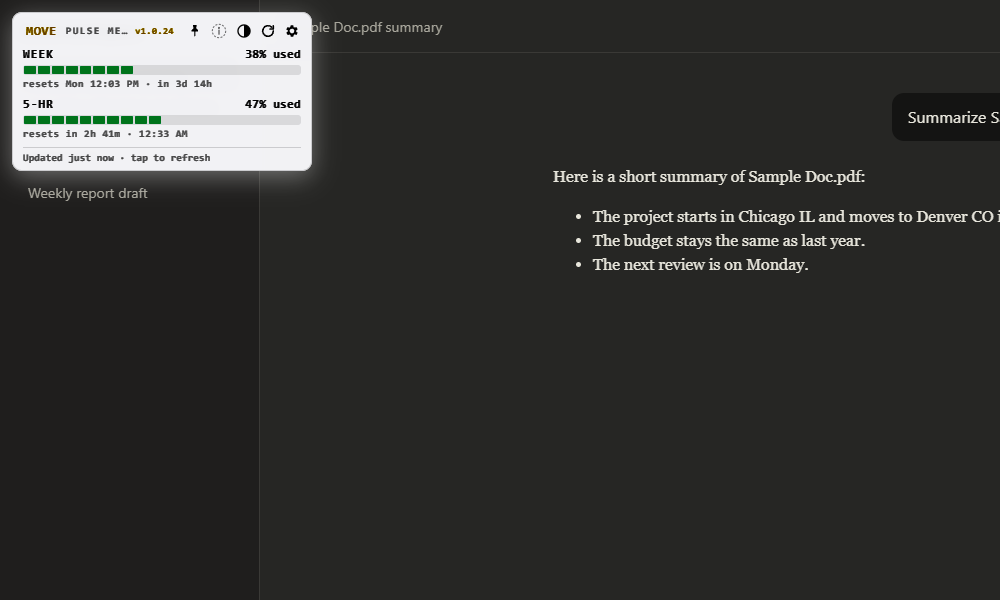 MOVE PULSE ME… v1.0.24
WEEK 38% used
resets Mon 12:03 PM · in 3d 14h
5-HR 47% used
resets in 2h 41m · 12:33 AM
Updated just now · tap to refresh
Weekly report draft
ple Doc.pdf summary
Summarize S
Here is a short summary of Sample Doc.pdf:
• The project starts in Chicago IL and moves to Denver CO i
• The budget stays the same as last year.
• The next review is on Monday.